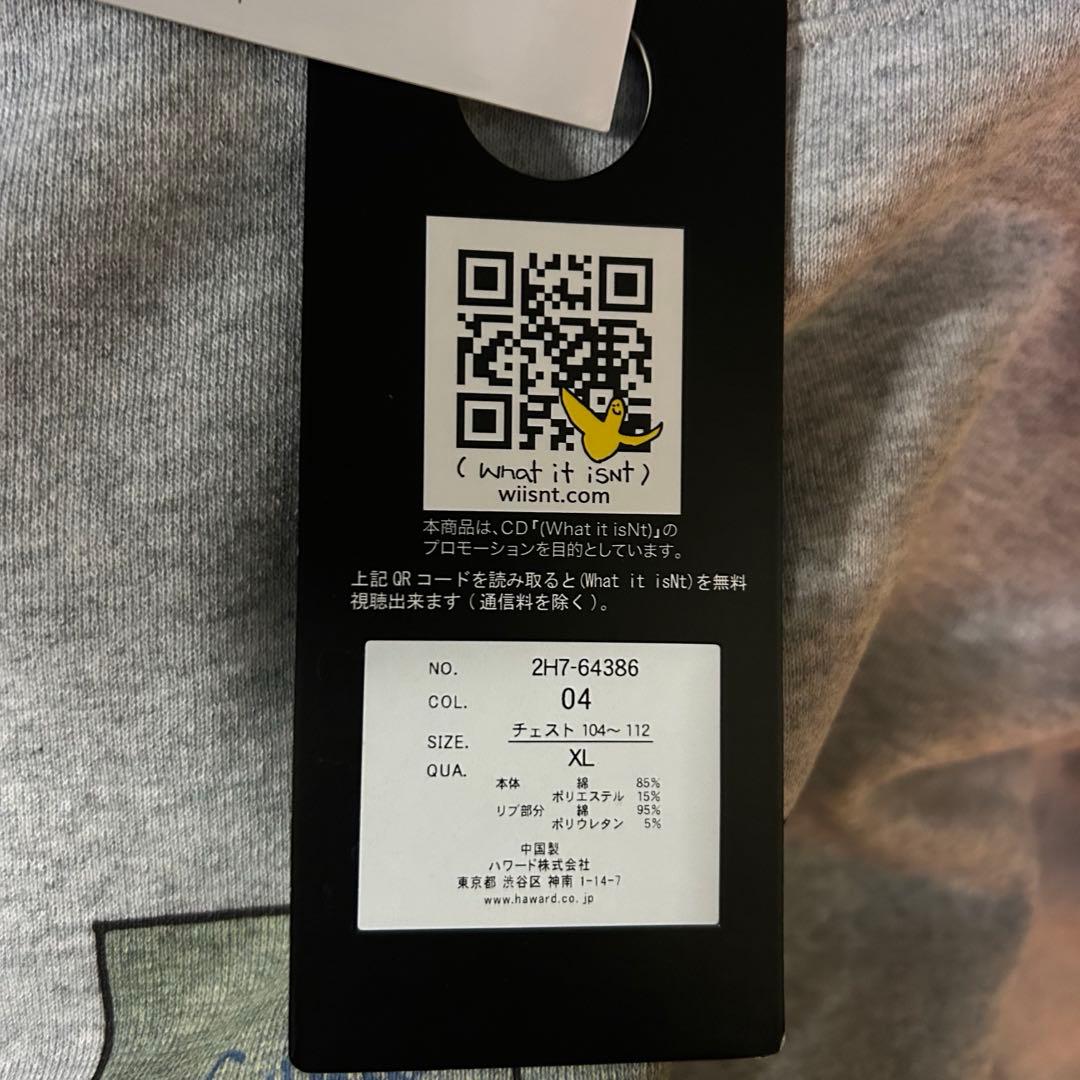 (What it isNt)
wiisnt.com
本商品は、CD『(What it isNt)』の
プロモーションを目的としています。
上記QRコードを読み取ると(What it isNt)を無料
視聴出来ます(通信料を除く)。
NO. 2H7-64386
COL. 04
SIZE. チェスト 104～112
XL
QUA.
本体 綿 85%
ポリエステル 15%
リブ部分 綿 95%
ポリウレタン 5%
中国製
ハワード株式会社
東京都 渋谷区 神南 1-14-7
www.haward.co.jp